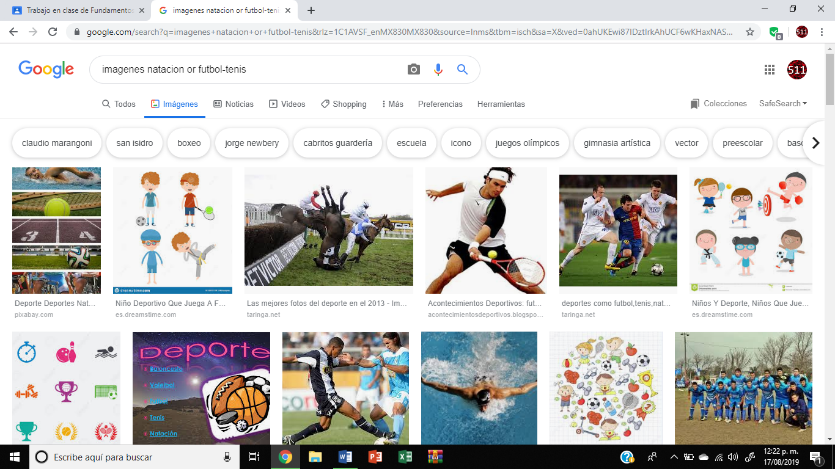 Trabajo en clase de Fundamento
imagenes natacion or futbol-teni
google.com/search?q=imagenes+natacion+or+futbol-tenis&rlz=1C1AVSF_enMX830MX830&source=lnms&tbm=isch&sa=X&ved=0ahUKEwi87IDztIrkAhUCF6wKHaxNAS...
Google
imagenes natacion or futbol-tenis
511
Todos
Imágenes
Noticias
Videos
Shopping
Más
Preferencias
Herramientas
Colecciones
SafeSearch
claudio marangoni
san isidro
boxeo
jorge newbery
cabritos guardería
escuela
icono
juegos olímpicos
gimnasia artística
vector
preescolar
bas
Deporte Deportes Nat...
pixabay.com
Niño Deportivo Que Juega A F...
es.dreamstime.com
Las mejores fotos del deporte en el 2013 - Im...
taringa.net
Acontecimientos Deportivos: fut...
acontecimientosdeportivos.blogspo...
deportes como futbol,tenis,nat...
taringa.net
Niños Y Deporte, Niños Que Jue...
es.dreamstime.com
Deporte
Voleibol
Tenis
Natación
Escribe aquí para buscar
12:22 p. m.
17/08/2019